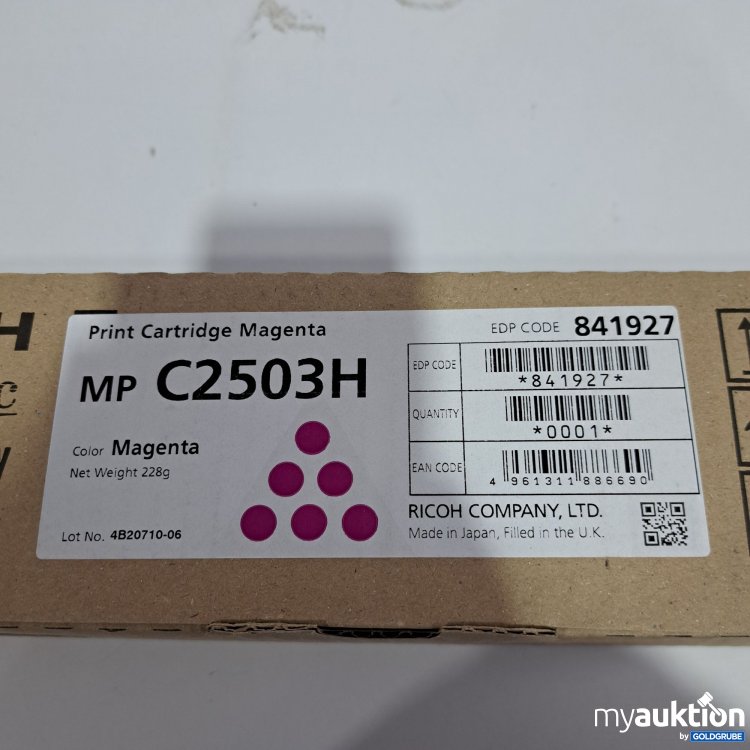 Print Cartridge Magenta
EDP CODE 841927
MP C2503H
EDP CODE
*841927*
QUANTITY
*0001*
Color Magenta
Net Weight 228g
EAN CODE
4 961311 886690
RICOH COMPANY, LTD.
Made in Japan, Filled in the U.K.
Lot No. 4B20710-06
myauktion
by GOLDGRUBE